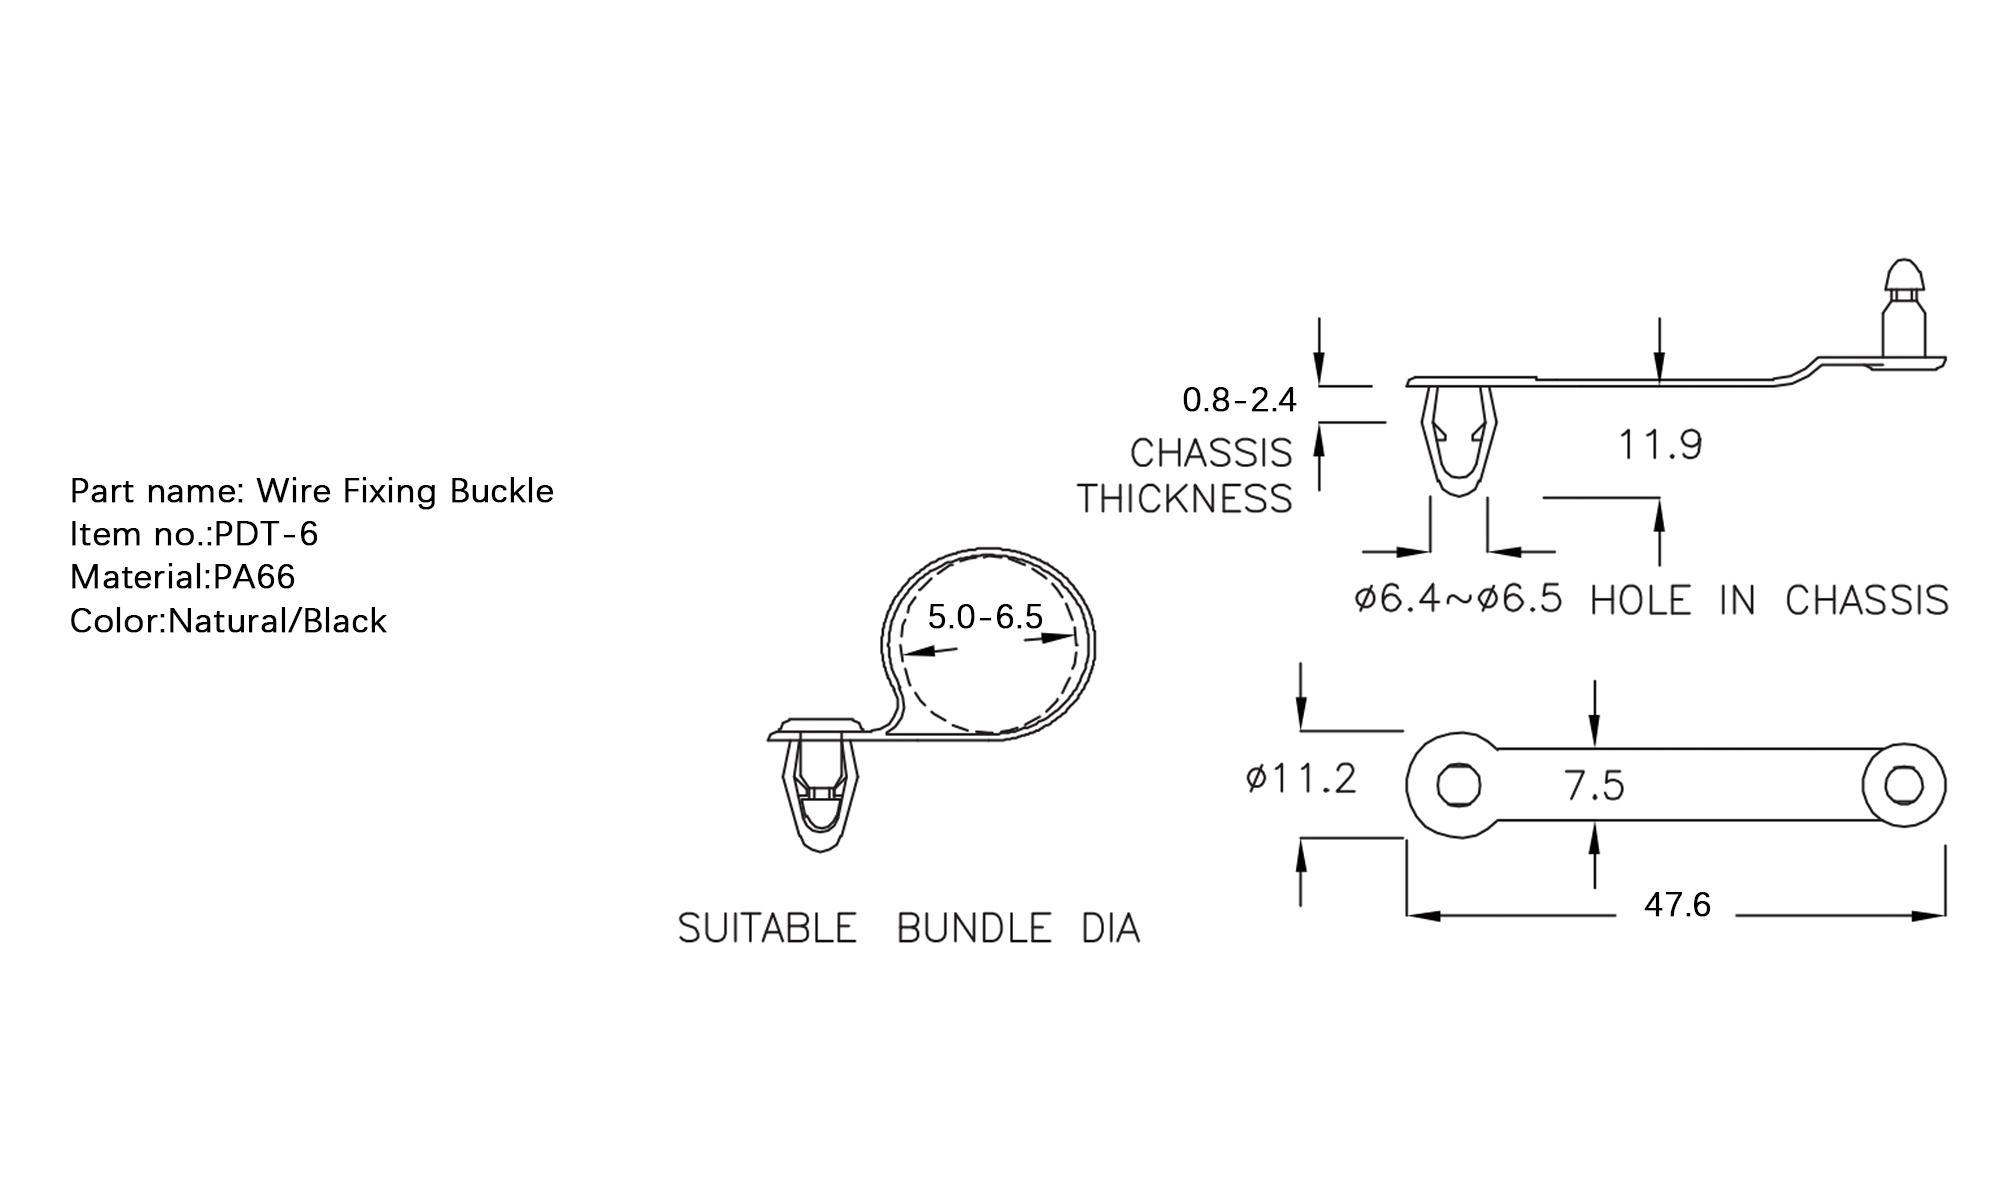 Part name: Wire Fixing Buckle
Item no.:PDT-6
Material:PA66
Color:Natural/Black
5.0-6.5
SUITABLE BUNDLE DIA
0.8-2.4
CHASSIS
THICKNESS
11.9
ø6.4~ø6.5 HOLE IN CHASSIS
ø11.2
7.5
47.6